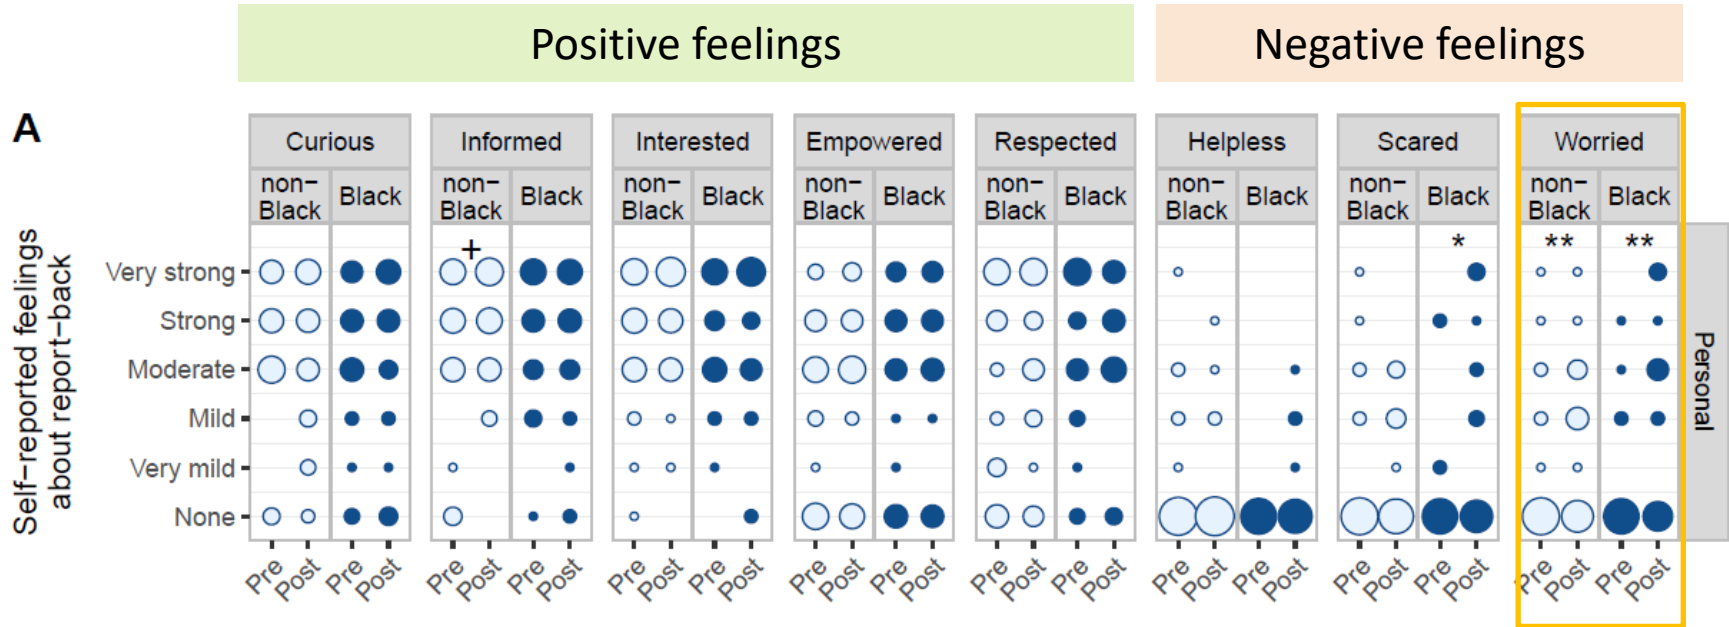 Positive feelings Negative feelings
A
Curious Informed Interested Empowered Respected Helpless Scared Worried
non-
Black Black non-
Black Black non-
Black Black non-
Black Black non-
Black Black non-
Black Black non-
Black Black non-
Black Black
+ * ** **
Self-reported feelings
about report-back
Very strong
Strong
Moderate
Mild
Very mild
None
Personal
Pre Post Pre Post Pre Post Pre Post Pre Post Pre Post Pre Post Pre Post Pre Post Pre Post Pre Post Pre Post Pre Post Pre Post Pre Post Pre Post